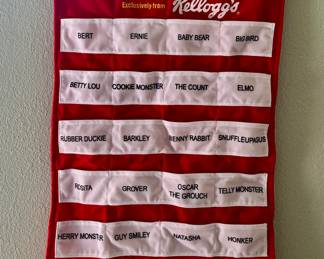 Exclusively from Kellogg's
BERT ERNIE BABY BEAR BIG BIRD
BETTY LOU COOKIE MONSTER THE COUNT ELMO
RUBBER DUCKIE BARKLEY BENNY RABBIT SNUFFLEUPAGUS
ROSITA GROVER OSCAR THE GROUCH TELLY MONSTER
HERRY MONSTR GUY SMILEY NATASHA HONKER